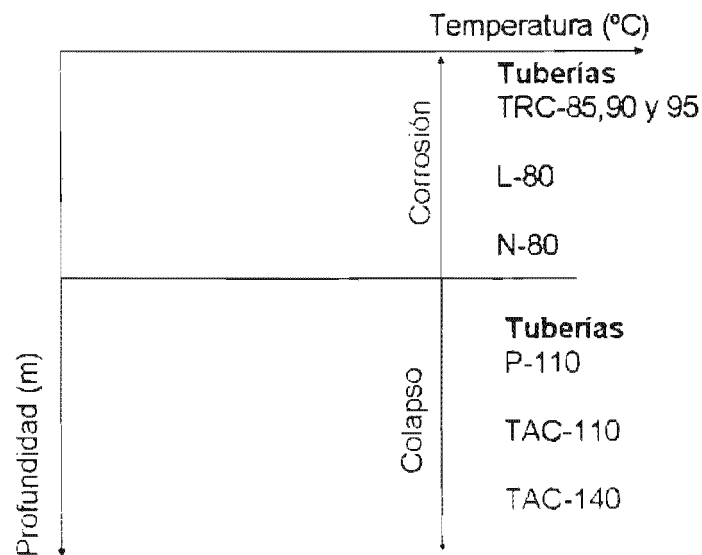 Temperatura (ºC)
Tuberías
TRC-85,90 y 95
L-80
N-80
Corrosión
Tuberías
P-110
TAC-110
TAC-140
Colapso
Profundidad (m)